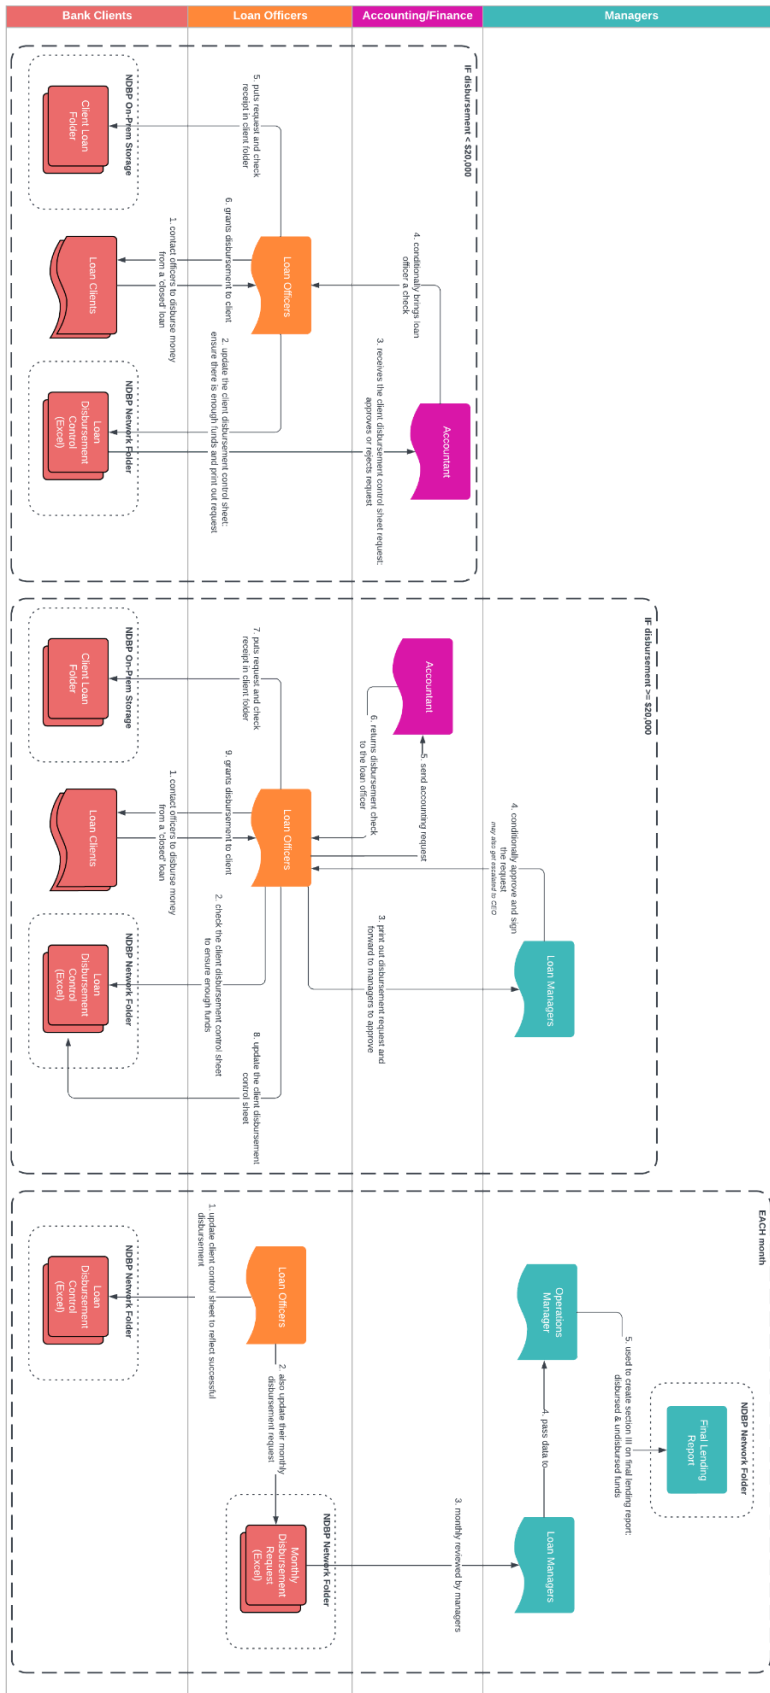 Bank Clients
Loan Officers
Accounting/Finance
Managers
IF disbursement < $20,000
NDBP On-Prem Storage
Client Loan
Folder
5. puts request and check
receipt in client folder
6. grants disbursement to client
1. contact officers to disburse money
from a 'closed' loan
Loan Clients
Loan Officers
4. conditionally brings loan
officer a check
Accountant
3. receives the client disbursement control sheet request:
approves or rejects request
2. update the client disbursement control sheet:
ensure there is enough funds and print out request
NDBP Network Folder
Loan
Disbursement
Control
(Excel)
IF disbursement >= $20,000
NDBP On-Prem Storage
Client Loan
Folder
7. puts request and check
receipt in client folder
Accountant
6. returns disbursement check
to the loan officer
5. send accounting request
4. conditionally approve and sign
the request
may also get escalated to CEO
9. grants disbursement to client
1. contact officers to disburse money
from a 'closed' loan
Loan Clients
Loan Officers
Loan Managers
3. print out disbursement request and
forward to managers to approve
2. check the client disbursement control sheet
to ensure enough funds
NDBP Network Folder
Loan
Disbursement
Control
(Excel)
8. update the client disbursement
control sheet
EACH month
NDBP Network Folder
Loan
Disbursement
Control
(Excel)
1. update client control sheet to reflect successful
disbursement
Loan Officers
2. also update their monthly
disbursement request
Operations
Manager
5. used to create section III on final lending report:
disbursed & undisbursed funds
NDBP Network Folder
Final Lending
Report
4. pass data to
Loan Managers
3. monthly reviewed by managers
NDBP Network Folder
Monthly
Disbursement
Request
(Excel)